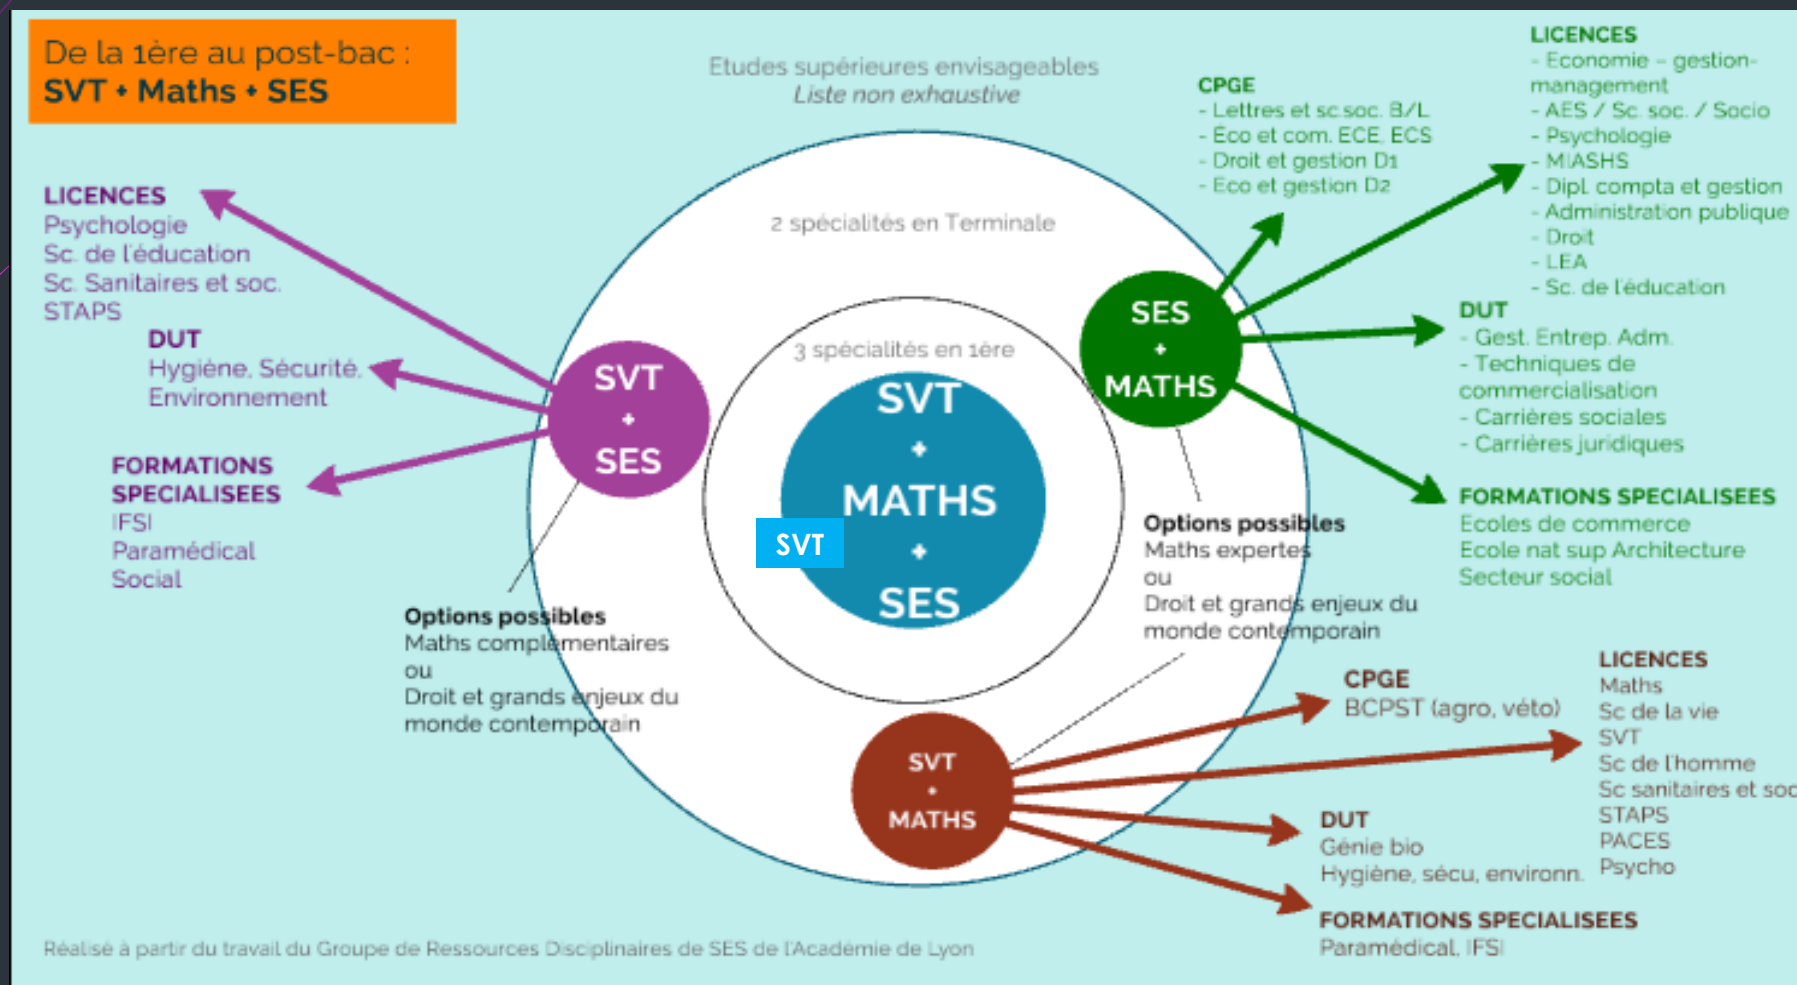 De la 1ère au post-bac :
SVT + Maths + SES
Etudes supérieures envisageables
Liste non exhaustive
2 spécialités en Terminale
3 spécialités en 1ère
SVT
+
MATHS
+
SES
SVT
SVT
+
SES
LICENCES
Psychologie
Sc. de l'éducation
Sc. Sanitaires et soc.
STAPS
DUT
Hygiène, Sécurité,
Environnement
FORMATIONS
SPECIALISEES
IFSI
Paramédical
Social
Options possibles
Maths complémentaires
ou
Droit et grands enjeux du
monde contemporain
SES
+
MATHS
CPGE
- Lettres et sc.soc. B/L
- Eco et com. ECE, ECS
- Droit et gestion D1
- Eco et gestion D2
LICENCES
- Economie – gestion-
management
- AES / Sc. soc. / Socio
- Psychologie
- MIASHS
- Dipl. compta et gestion
- Administration publique
- Droit
- LEA
- Sc. de l'éducation
DUT
- Gest. Entrep. Adm.
- Techniques de
commercialisation
- Carrières sociales
- Carrières juridiques
FORMATIONS SPECIALISEES
Ecoles de commerce
Ecole nat sup Architecture
Secteur social
Options possibles
Maths expertes
ou
Droit et grands enjeux du
monde contemporain
SVT
+
MATHS
CPGE
BCPST (agro, véto)
LICENCES
Maths
Sc de la vie
SVT
Sc de l'homme
Sc sanitaires et soc
STAPS
PACES
Psycho
DUT
Génie bio
Hygiène, sécu, environn.
FORMATIONS SPECIALISEES
Paramédical, IFSI
Réalisé à partir du travail du Groupe de Ressources Disciplinaires de SES de l'Académie de Lyon